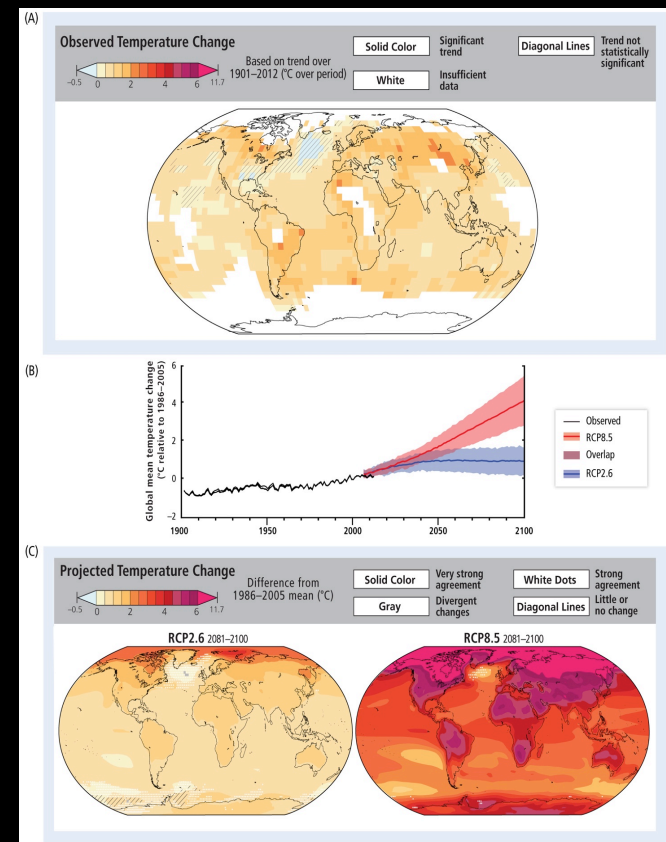 (A)
Observed Temperature Change
−0.5 0 2 4 6 11.7
Based on trend over
1901–2012 (°C over period)
Solid Color
Significant
trend
White
Insufficient
data
Diagonal Lines
Trend not
statistically
significant
(B)
Global mean temperature change
(°C relative to 1986–2005)
6
4
2
0
−2
1900 1950 2000 2050 2100
Observed
RCP8.5
Overlap
RCP2.6
(C)
Projected Temperature Change
−0.5 0 2 4 6 11.7
Difference from
1986–2005 mean (°C)
Solid Color
Very strong
agreement
Gray
Divergent
changes
White Dots
Strong
agreement
Diagonal Lines
Little or
no change
RCP2.6 2081–2100
RCP8.5 2081–2100